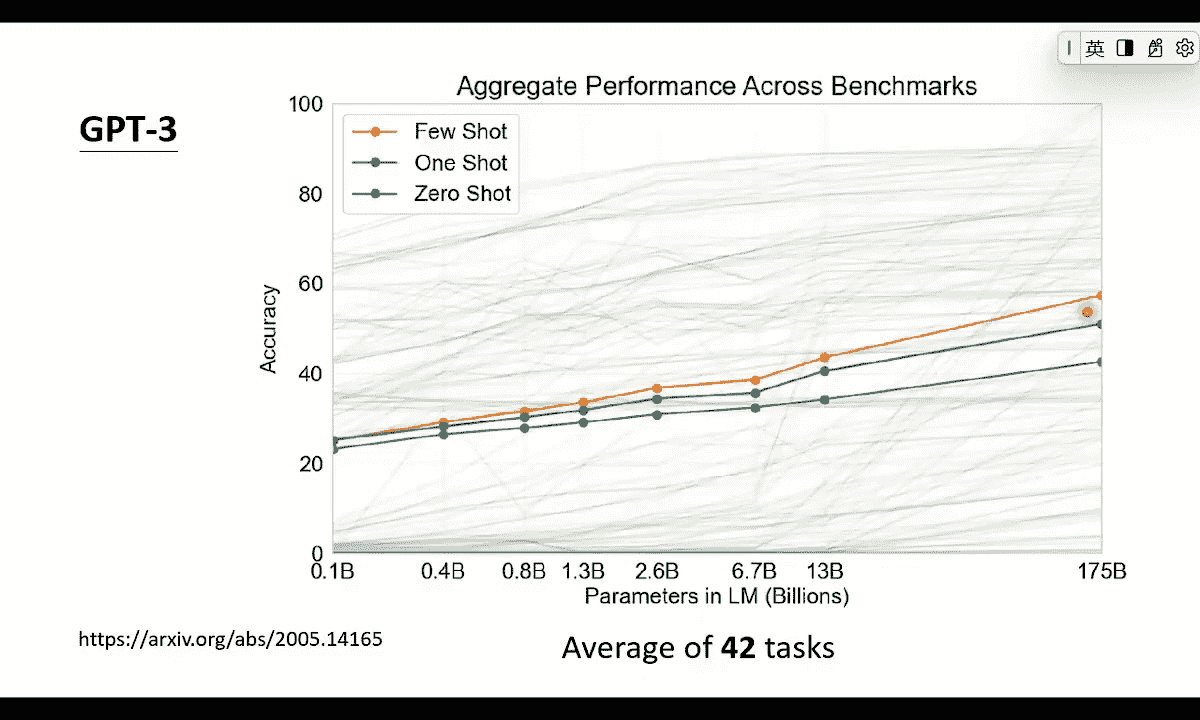 英
Aggregate Performance Across Benchmarks
GPT-3
Few Shot
One Shot
Zero Shot
100
80
60
40
20
0
Accuracy
0.1B 0.4B 0.8B 1.3B 2.6B 6.7B 13B 175B
Parameters in LM (Billions)
https://arxiv.org/abs/2005.14165
Average of 42 tasks